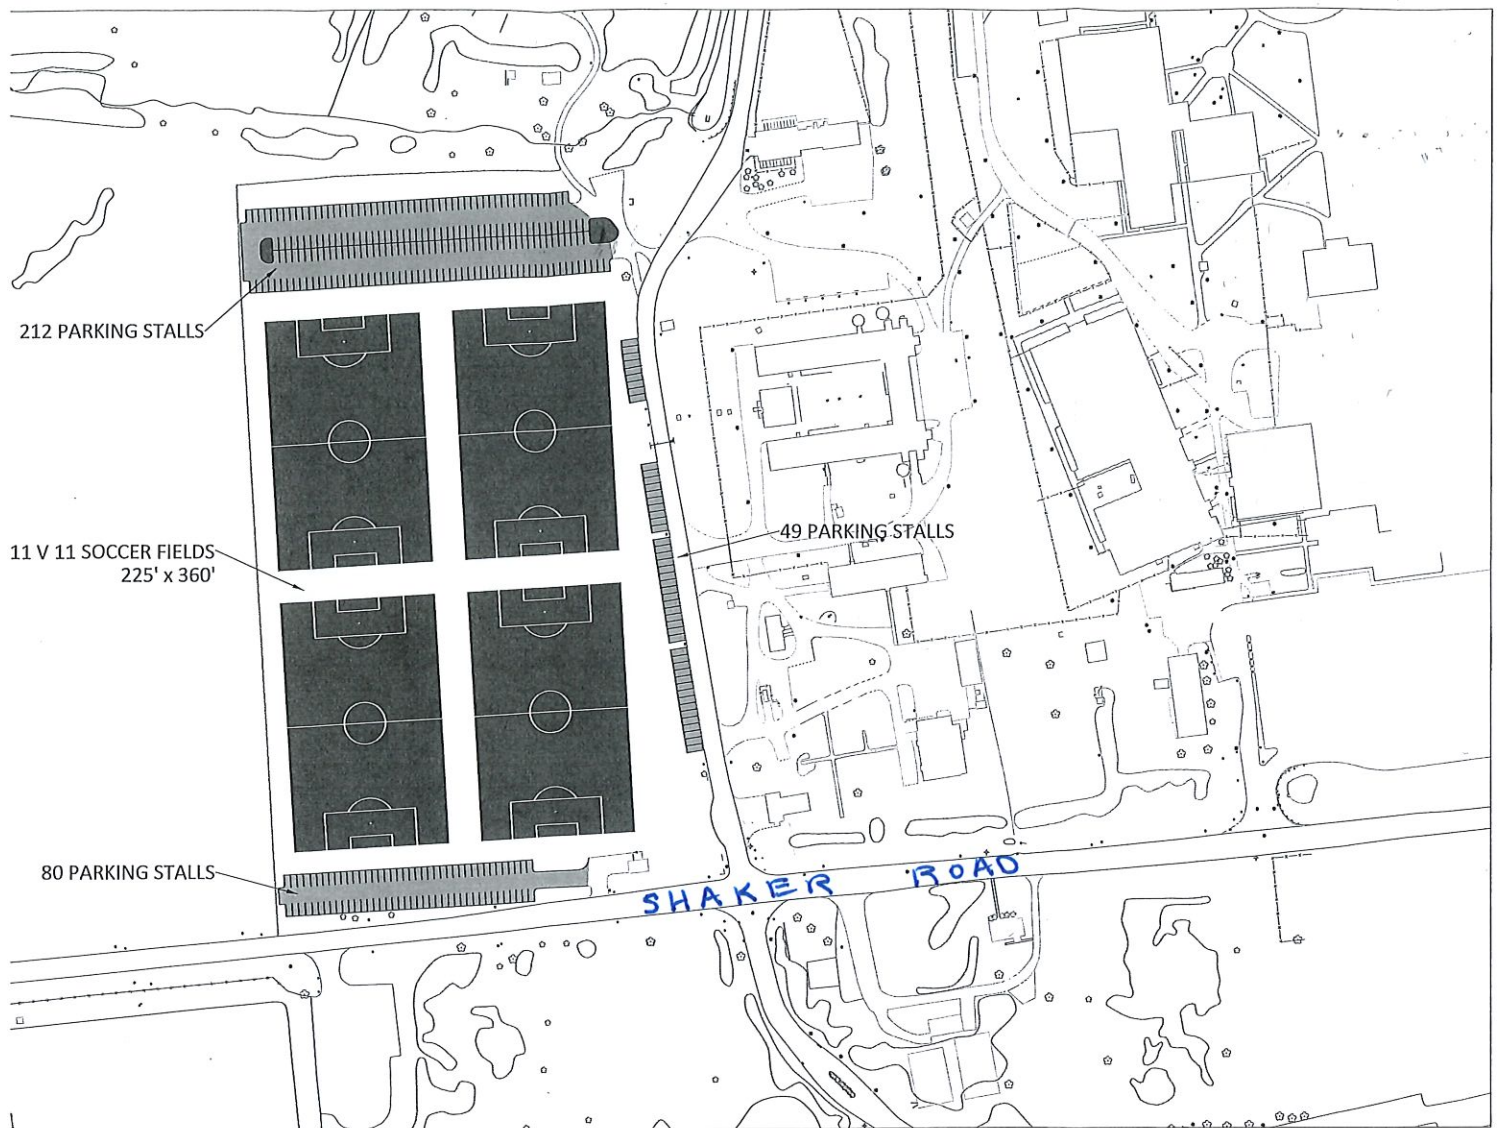 212 PARKING STALLS
11 V 11 SOCCER FIELDS
225' x 360'
49 PARKING STALLS
80 PARKING STALLS
SHAKER ROAD